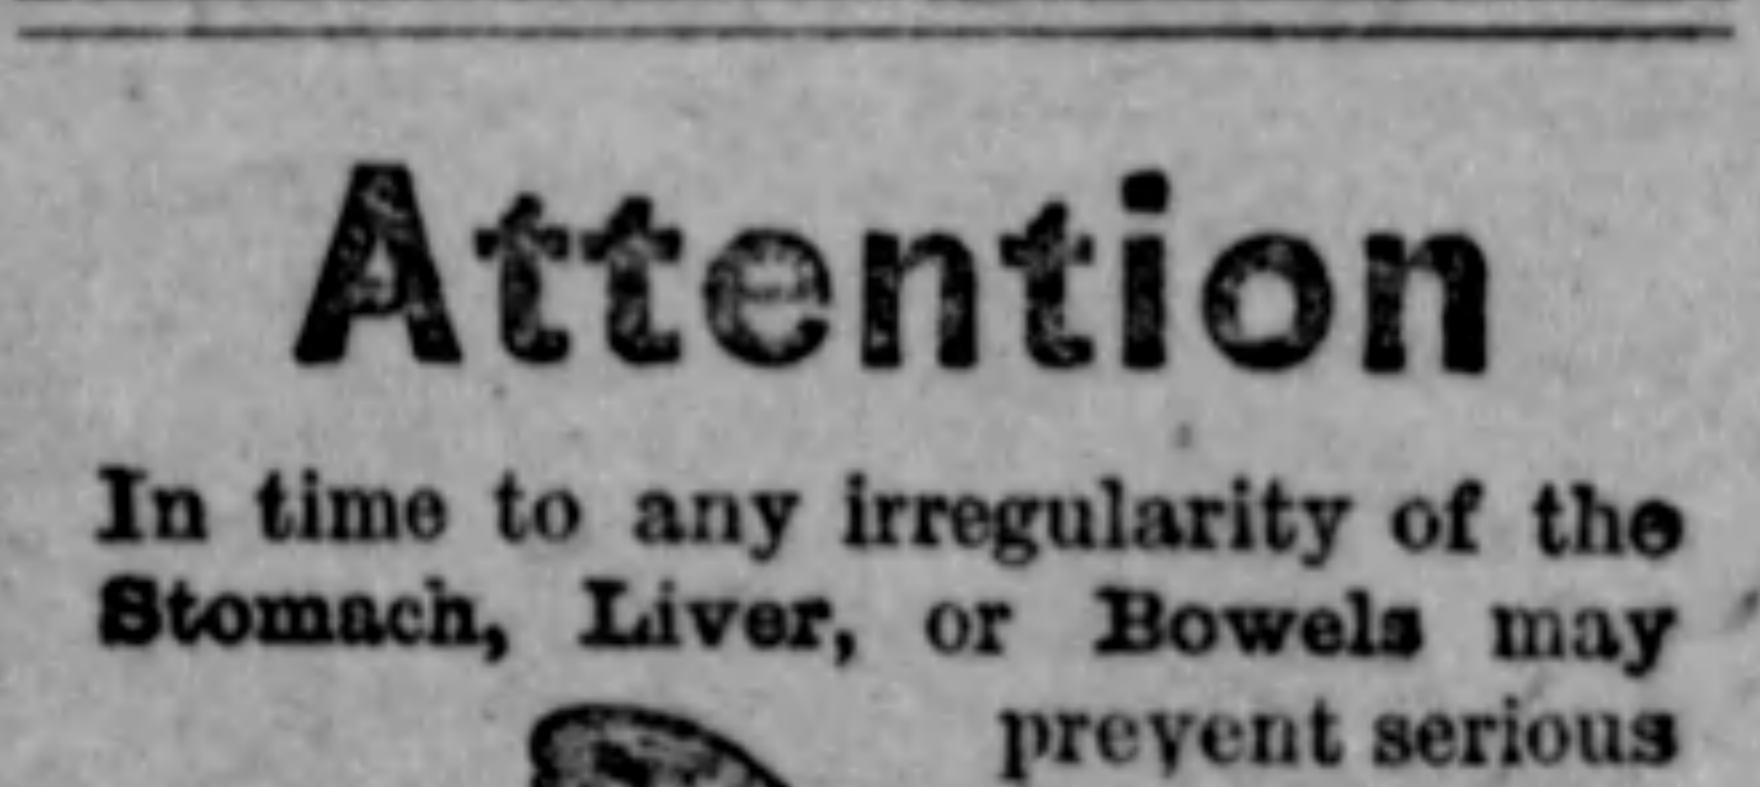 Attention
In time to any irregularity of the
Stomach, Liver, or Bowels may
prevent serious